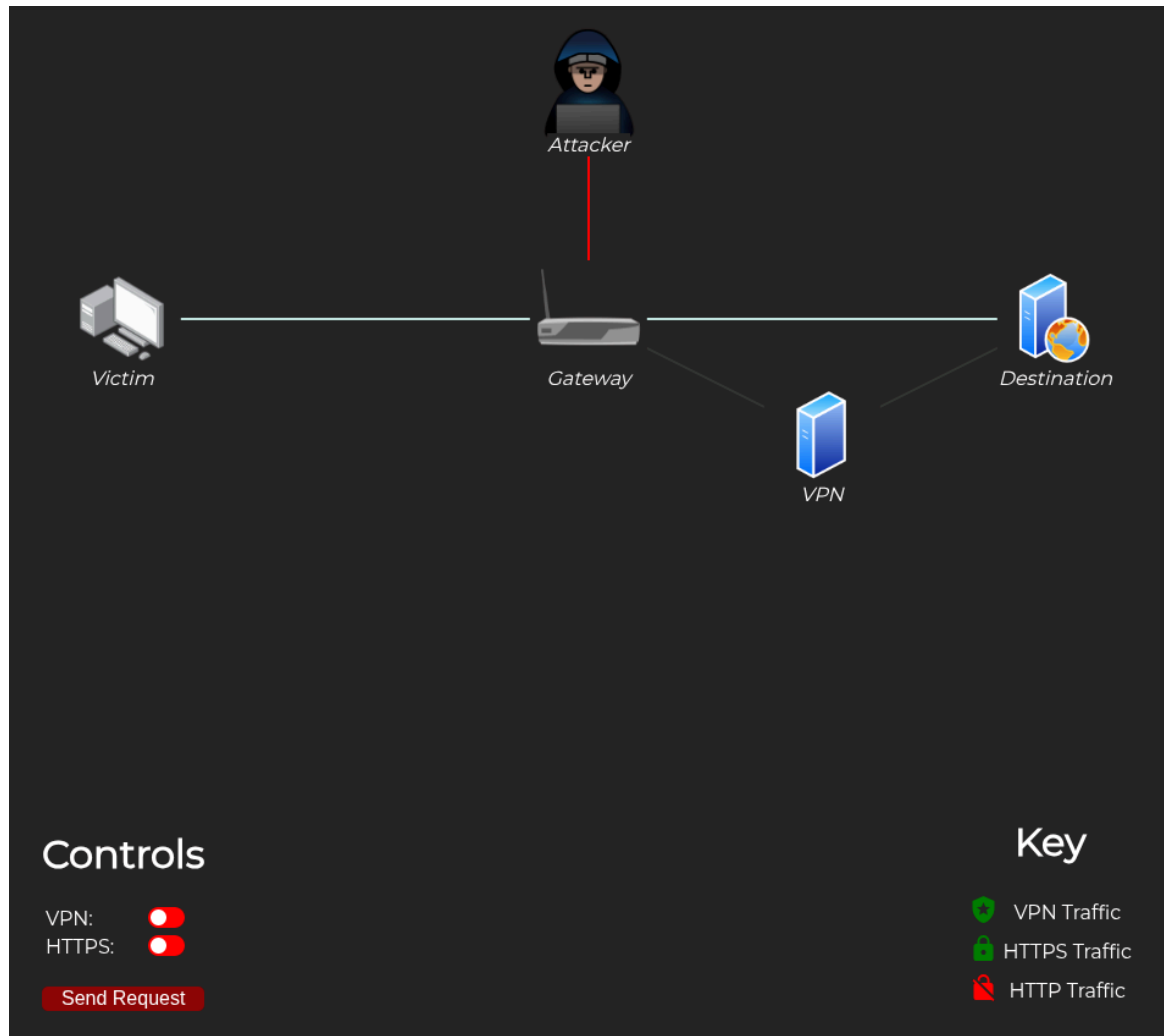 Attacker
Victim
Gateway
Destination
VPN
Controls
VPN:
HTTPS:
Send Request
Key
VPN Traffic
HTTPS Traffic
HTTP Traffic